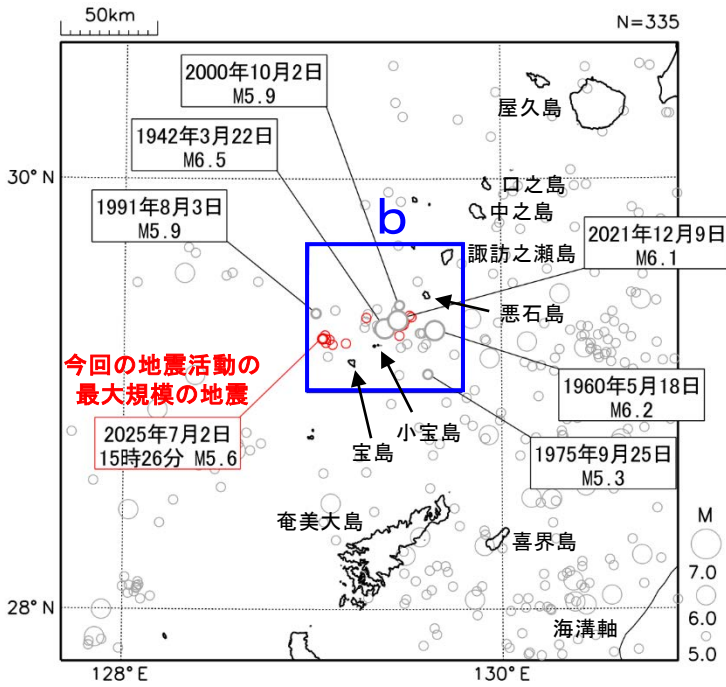 50km
N=335
2000年10月2日
M5.9
屋久島
1942年3月22日
M6.5
30°N
口之島
b
中之島
1991年8月3日
M5.9
2021年12月9日
M6.1
諏訪之瀬島
悪石島
今回の地震活動の
最大規模の地震
1960年5月18日
M6.2
2025年7月2日
15時26分 M5.6
小宝島
宝島
1975年9月25日
M5.3
奄美大島
喜界島
M
7.0
6.0
5.0
28°N
海溝軸
128°E
130°E